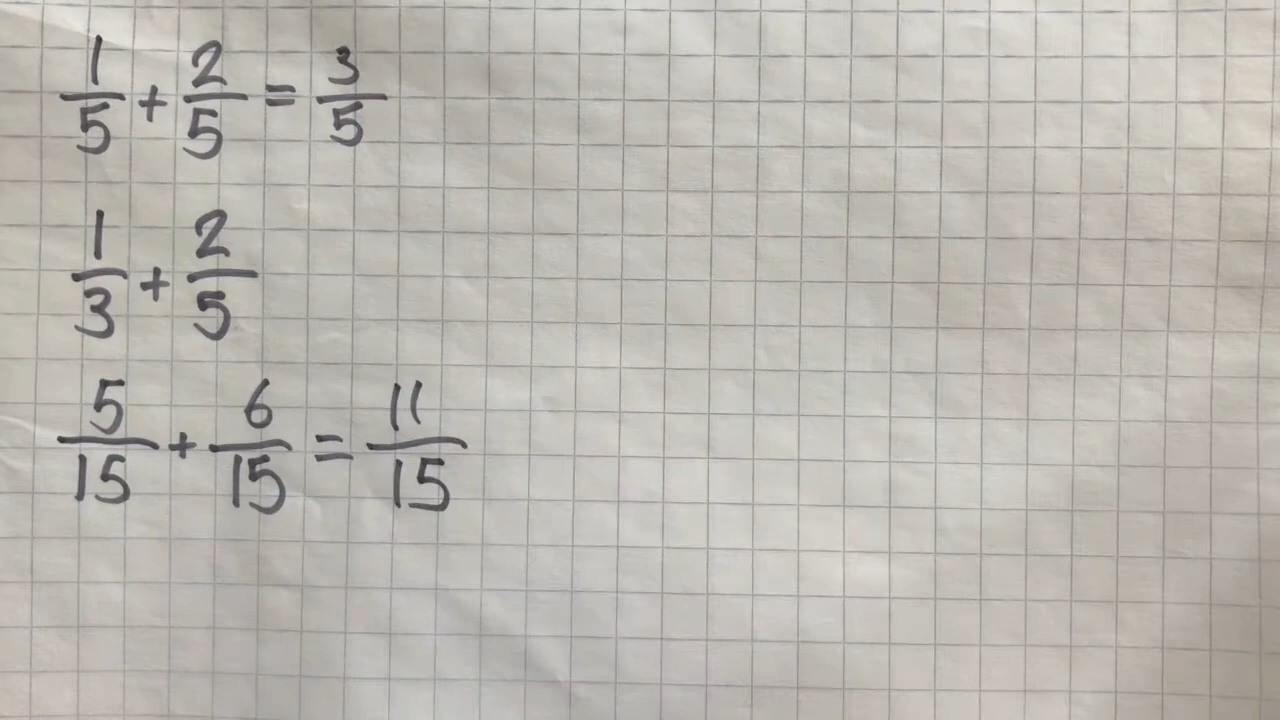 1/5 + 2/5 = 3/5
1/3 + 2/5
5/15 + 6/15 = 11/15